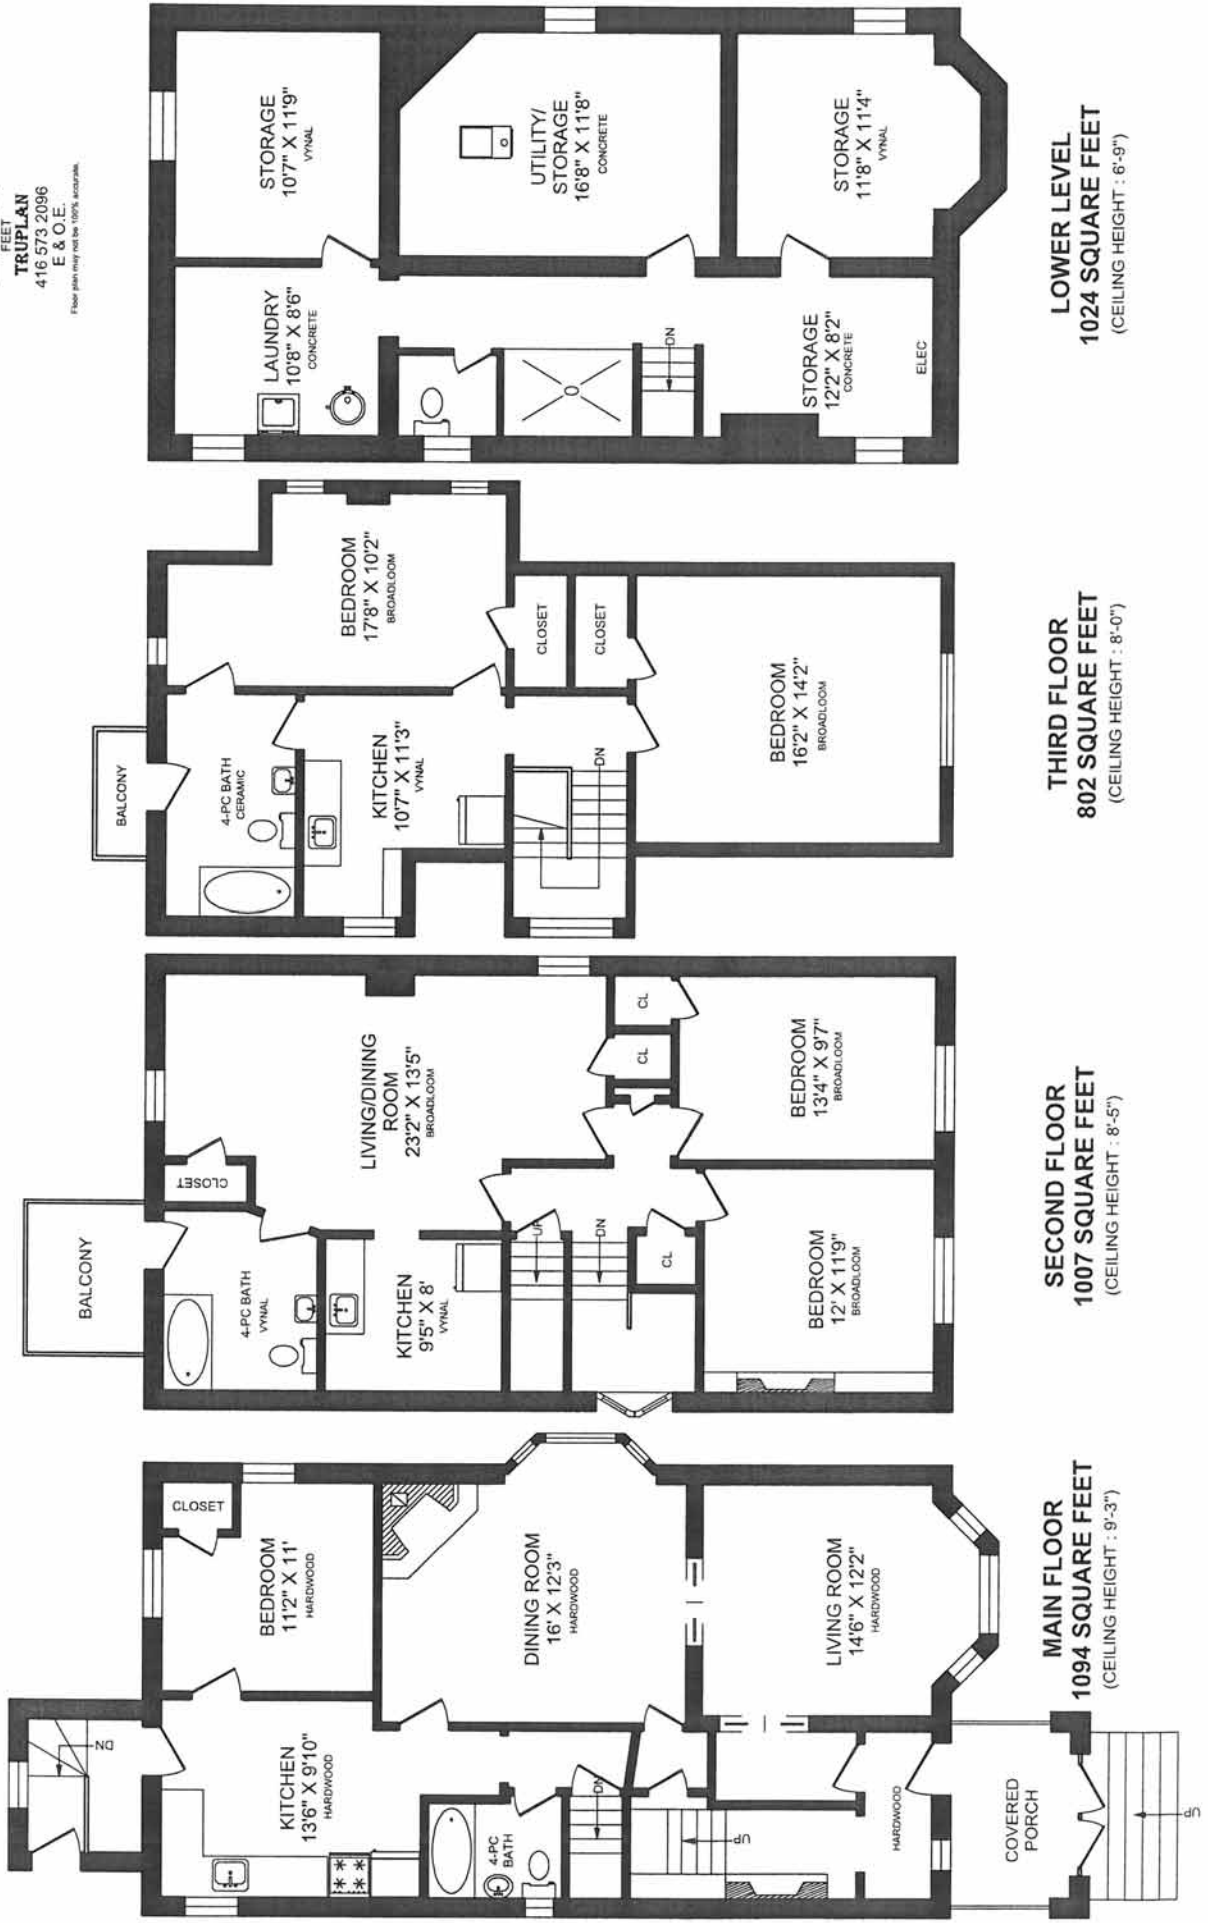 FEET
TRUPLAN
416 573 2096
E & O.E.
Floor plan may not be 100% accurate.
DN
KITCHEN
13'6" X 9'10"
HARDWOOD
CLOSET
BEDROOM
11'2" X 11'
HARDWOOD
4-PC
BATH
DN
DINING ROOM
16' X 12'3"
HARDWOOD
UP
LIVING ROOM
14'6" X 12'2"
HARDWOOD
HARDWOOD
COVERED
PORCH
UP
MAIN FLOOR
1094 SQUARE FEET
(CEILING HEIGHT : 9'-3")
BALCONY
4-PC BATH
VYNAL
CLOSET
LIVING/DINING
ROOM
23'2" X 13'5"
BROADLOOM
KITCHEN
9'5" X 8'
VYNAL
UP
DN
CL
CL
CL
BEDROOM
12' X 11'9"
BROADLOOM
BEDROOM
13'4" X 9'7"
BROADLOOM
SECOND FLOOR
1007 SQUARE FEET
(CEILING HEIGHT : 8'-5")
BALCONY
4-PC BATH
CERAMIC
BEDROOM
17'8" X 10'2"
BROADLOOM
KITCHEN
10'7" X 11'3"
VYNAL
CLOSET
CLOSET
DN
BEDROOM
16'2" X 14'2"
BROADLOOM
THIRD FLOOR
802 SQUARE FEET
(CEILING HEIGHT : 8'-0")
LAUNDRY
10'8" X 8'6"
CONCRETE
STORAGE
10'7" X 11'9"
VYNAL
UTILITY/
STORAGE
16'8" X 11'8"
CONCRETE
DN
STORAGE
12'2" X 8'2"
CONCRETE
ELEC
STORAGE
11'8" X 11'4"
VYNAL
LOWER LEVEL
1024 SQUARE FEET
(CEILING HEIGHT : 6'-9")